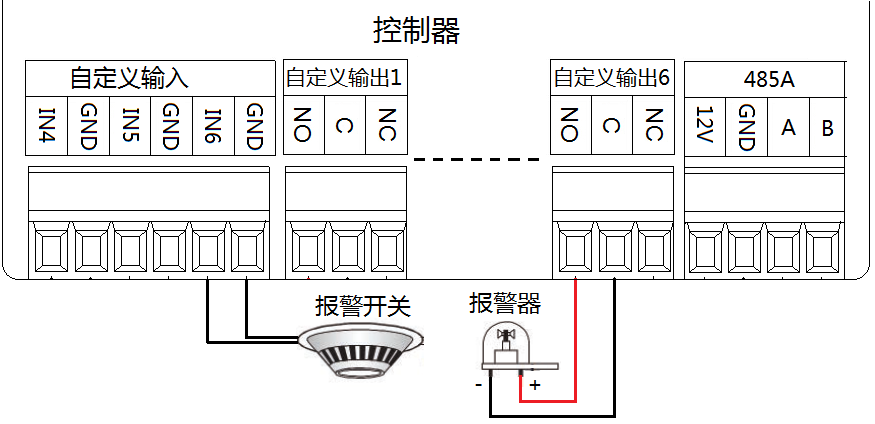 控制器
自定义输入
IN4 GND IN5 GND IN6 GND
自定义输出1
NO C NC
自定义输出6
NO C NC
485A
12V GND A B
报警开关
报警器
- +